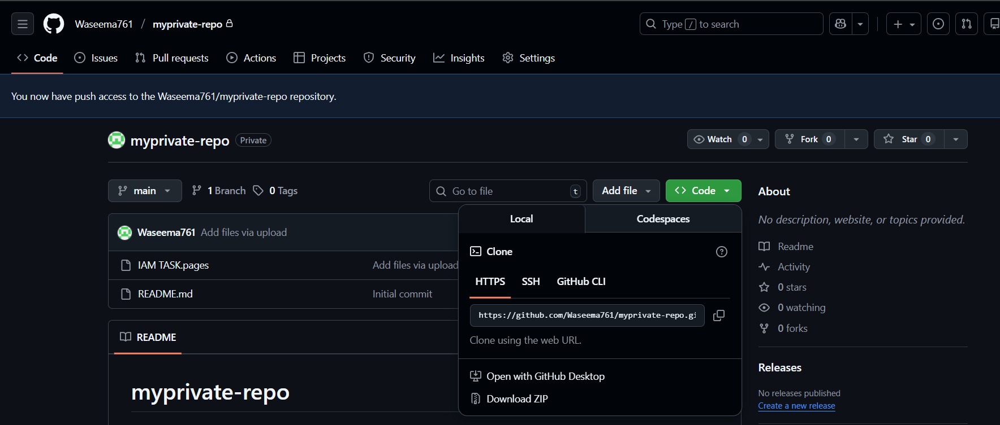 Waseema761 / myprivate-repo
Type / to search
Code Issues Pull requests Actions Projects Security Insights Settings
You now have push access to the Waseema761/myprivate-repo repository.
myprivate-repo Private
Watch 0 Fork 0 Star 0
main 1 Branch 0 Tags
Go to file t Add file Code
Waseema761 Add files via upload
IAM TASK.pages Add files via upload
README.md Initial commit
README
myprivate-repo
Local Codespaces
Clone
HTTPS SSH GitHub CLI
https://github.com/Waseema761/myprivate-repo.gi
Clone using the web URL.
Open with GitHub Desktop
Download ZIP
About
No description, website, or topics provided.
Readme
Activity
0 stars
0 watching
0 forks
Releases
No releases published
Create a new release